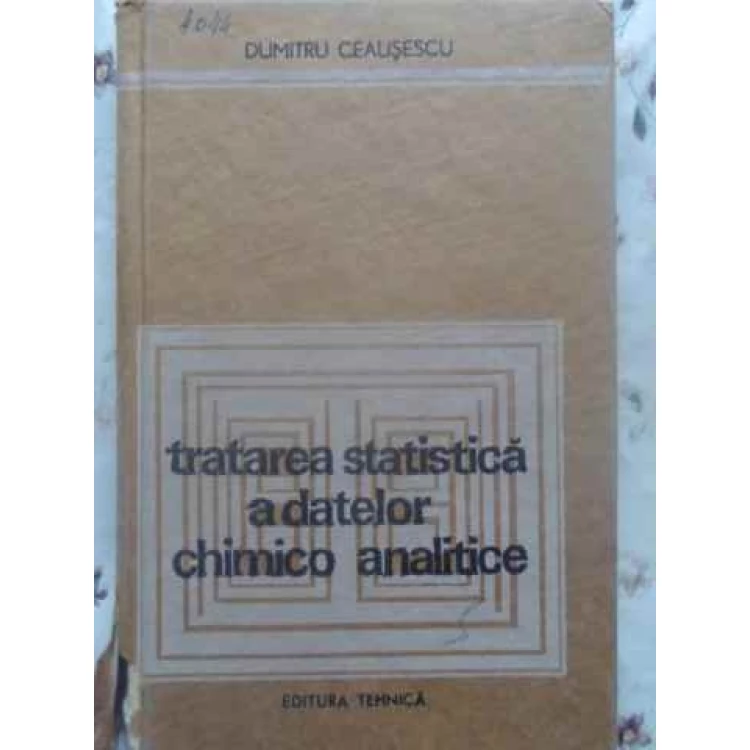 DUMITRU CEAUŞESCU
tratarea statistică
a datelor
chimico analitice
EDITURA TEHNICĂ